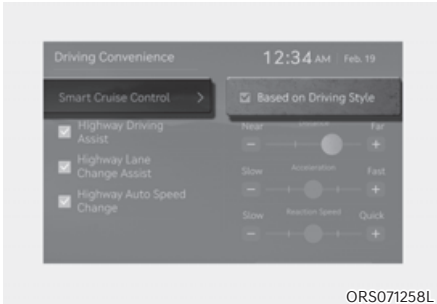 Driving Convenience
12:34 AM Feb. 19
Smart Cruise Control >
Based on Driving Style
Highway Driving
Assist
Highway Lane
Change Assist
Highway Auto Speed
Change
Near Distance Far
− +
Slow Acceleration Fast
− +
Slow Reaction Speed Quick
− +
ORS071258L